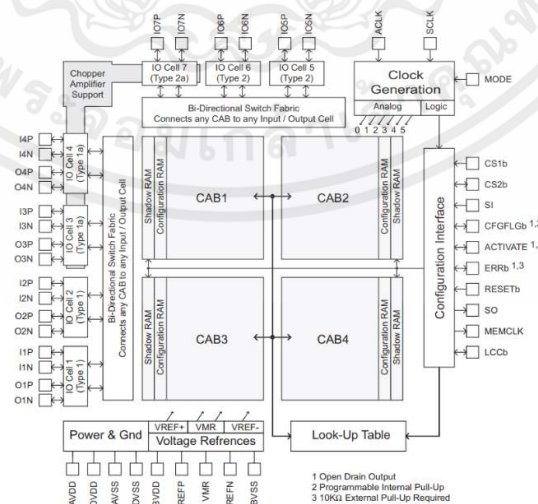 IO7P IO7N IO6P IO6N IO5P IO5N ACLK SCLK
Chopper
Amplifier
Support
IO Cell 7
(Type 2a)
IO Cell 6
(Type 2)
IO Cell 5
(Type 2)
Clock
Generation
Analog Logic
0 1 2 3 4 5
MODE
Bi-Directional Switch Fabric
Connects any CAB to any Input / Output Cell
I4P
I4N
O4P
O4N
IO Cell 4
(Type 1a)
I3P
I3N
O3P
O3N
IO Cell 3
(Type 1a)
I2P
I2N
O2P
O2N
IO Cell 2
(Type 1)
I1P
I1N
O1P
O1N
IO Cell 1
(Type 1)
Bi-Directional Switch Fabric
Connects any CAB to any Input / Output Cell
Shadow RAM
Configuration RAM
CAB1
CAB2
Configuration RAM
Shadow RAM
Shadow RAM
Configuration RAM
CAB3
CAB4
Configuration RAM
Shadow RAM
Configuration Interface
CS1b
CS2b
SI
CFGFLGb
ACTIVATE
ERRb 1,3
RESETb
SO
MEMCLK
LCCb
Power & Gnd
VREF+ VMR VREF-
Voltage Refrences
Look-Up Table
AVDD AVSS DVSS BVDD VMR BVSS
1 Open Drain Output
2 Programmable Internal Pull-Up
3 10KΩ External Pull-Up Required